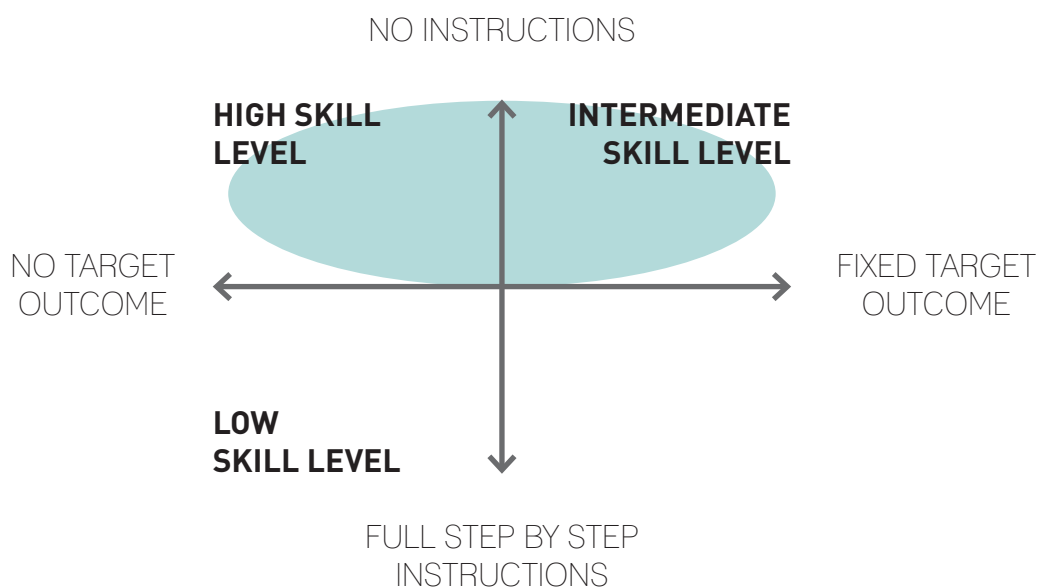 NO INSTRUCTIONS
HIGH SKILL
LEVEL
INTERMEDIATE
SKILL LEVEL
NO TARGET
OUTCOME
FIXED TARGET
OUTCOME
LOW
SKILL LEVEL
FULL STEP BY STEP
INSTRUCTIONS